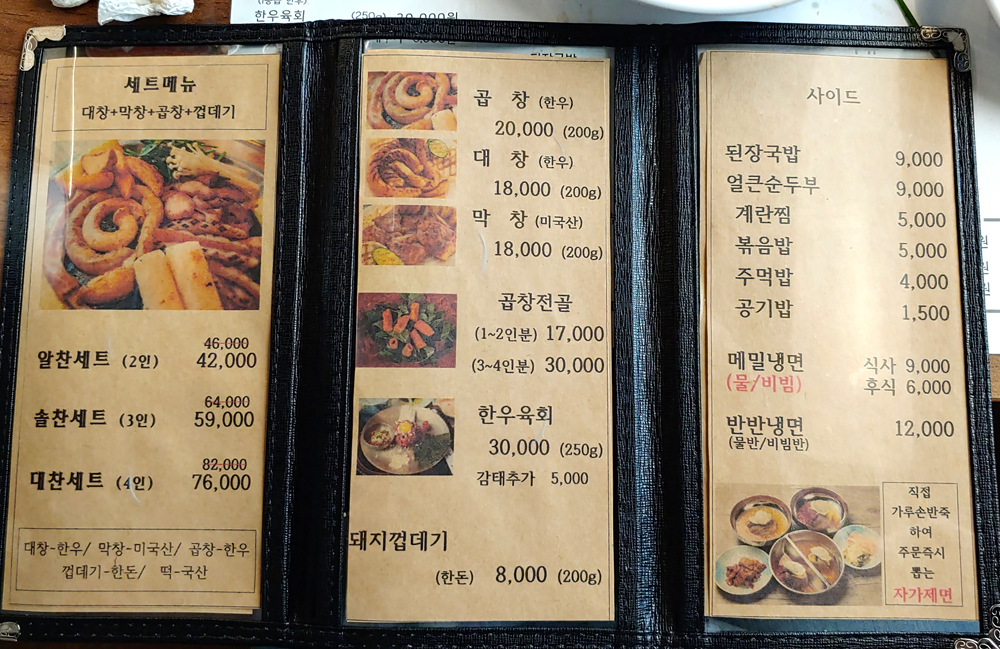 한우육회 (250g) 30,000원
세트메뉴
대창+막창+곱창+껍데기
46,000
알찬세트 (2인) 42,000
64,000
솔찬세트 (3인) 59,000
82,000
대찬세트 (4인) 76,000
대창-한우/ 막창-미국산/ 곱창-한우
껍데기-한돈/ 떡-국산
곱 창 (한우)
20,000 (200g)
대 창 (한우)
18,000 (200g)
막 창 (미국산)
18,000 (200g)
곱창전골
(1~2인분) 17,000
(3~4인분) 30,000
한우육회
30,000 (250g)
감태추가 5,000
돼지껍데기
(한돈) 8,000 (200g)
사이드
된장국밥 9,000
얼큰순두부 9,000
계란찜 5,000
볶음밥 5,000
주먹밥 4,000
공기밥 1,500
메밀냉면 식사 9,000
(물/비빔) 후식 6,000
반반냉면 12,000
(물반/비빔반)
직접
가루손반죽
하여
주문즉시
뽑는
자가제면